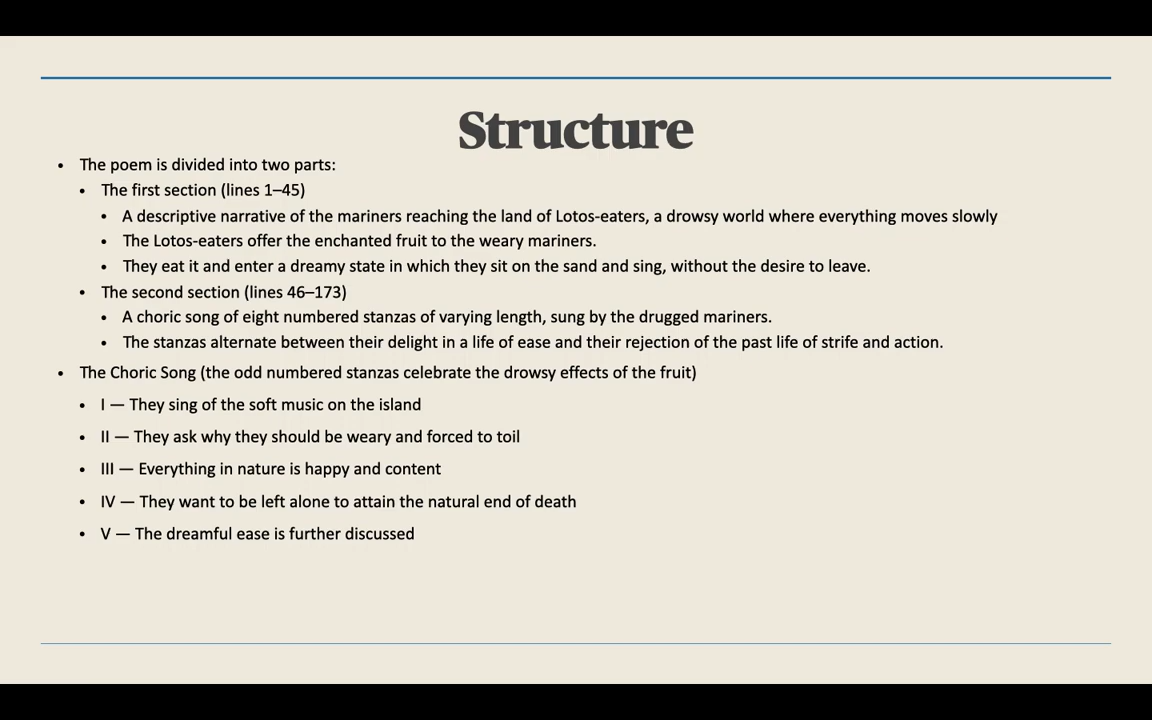 Structure
• The poem is divided into two parts:
• The first section (lines 1–45)
• A descriptive narrative of the mariners reaching the land of Lotos-eaters, a drowsy world where everything moves slowly
• The Lotos-eaters offer the enchanted fruit to the weary mariners.
• They eat it and enter a dreamy state in which they sit on the sand and sing, without the desire to leave.
• The second section (lines 46–173)
• A choric song of eight numbered stanzas of varying length, sung by the drugged mariners.
• The stanzas alternate between their delight in a life of ease and their rejection of the past life of strife and action.
• The Choric Song (the odd numbered stanzas celebrate the drowsy effects of the fruit)
• I — They sing of the soft music on the island
• II — They ask why they should be weary and forced to toil
• III — Everything in nature is happy and content
• IV — They want to be left alone to attain the natural end of death
• V — The dreamful ease is further discussed